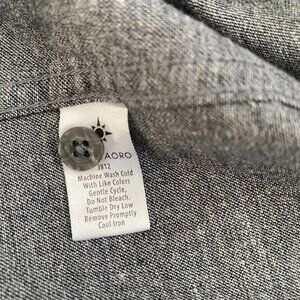 AORO
J812
Machine Wash Cold
With Like Colors
Gentle Cycle,
Do Not Bleach.
Tumble Dry Low
Remove Promptly
Cool Iron